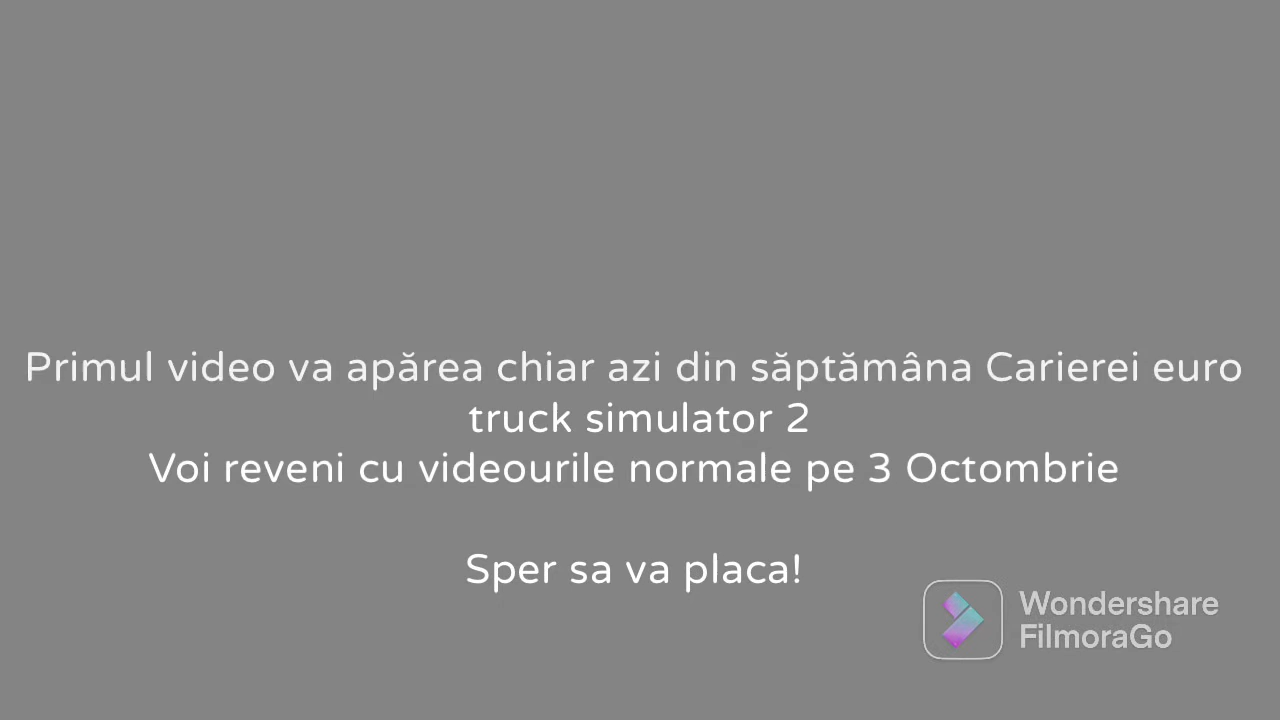 Primul video va apărea chiar azi din săptămâna Carierei euro
truck simulator 2
Voi reveni cu videourile normale pe 3 Octombrie
Sper sa va placa!
Wondershare
FilmoraGo